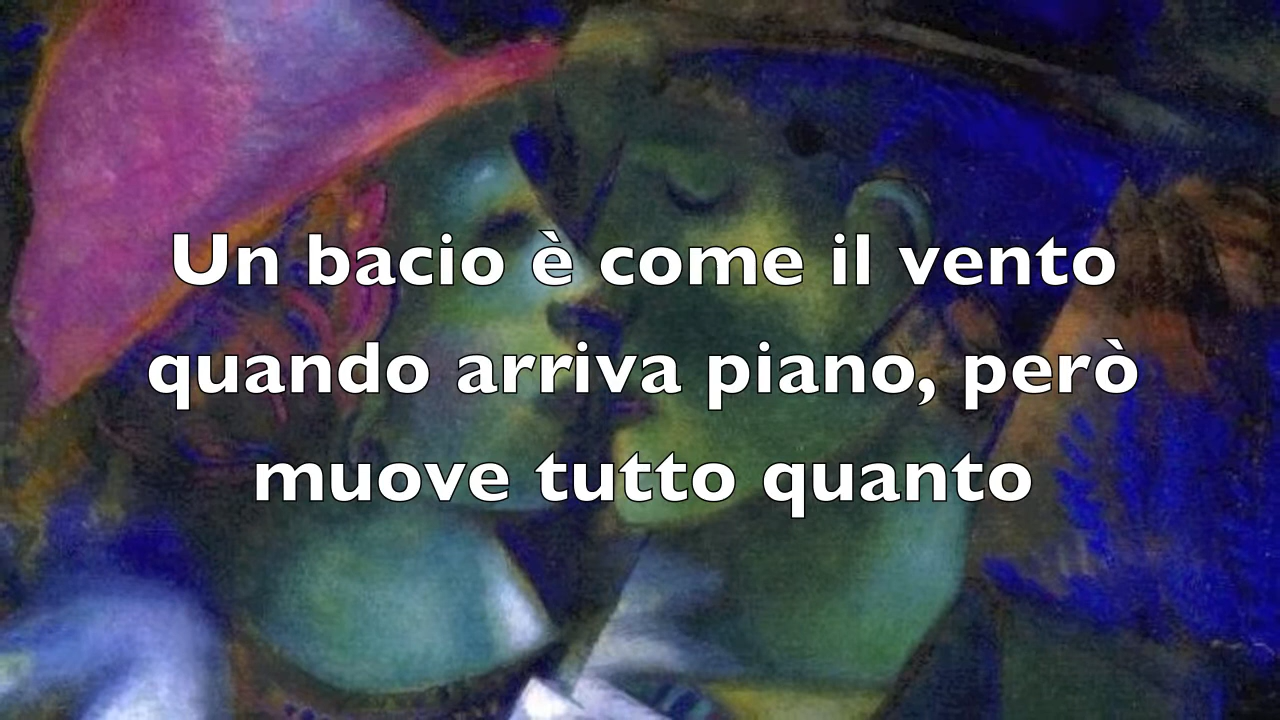 Un bacio è come il vento
quando arriva piano, però
muove tutto quanto